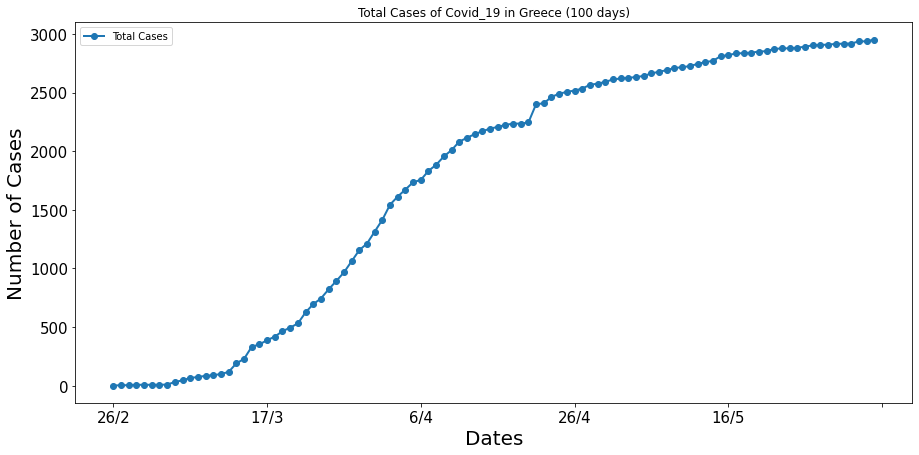 Total Cases of Covid_19 in Greece (100 days)
Total Cases
Number of Cases
3000
2500
2000
1500
1000
500
0
26/2 17/3 6/4 26/4 16/5
Dates